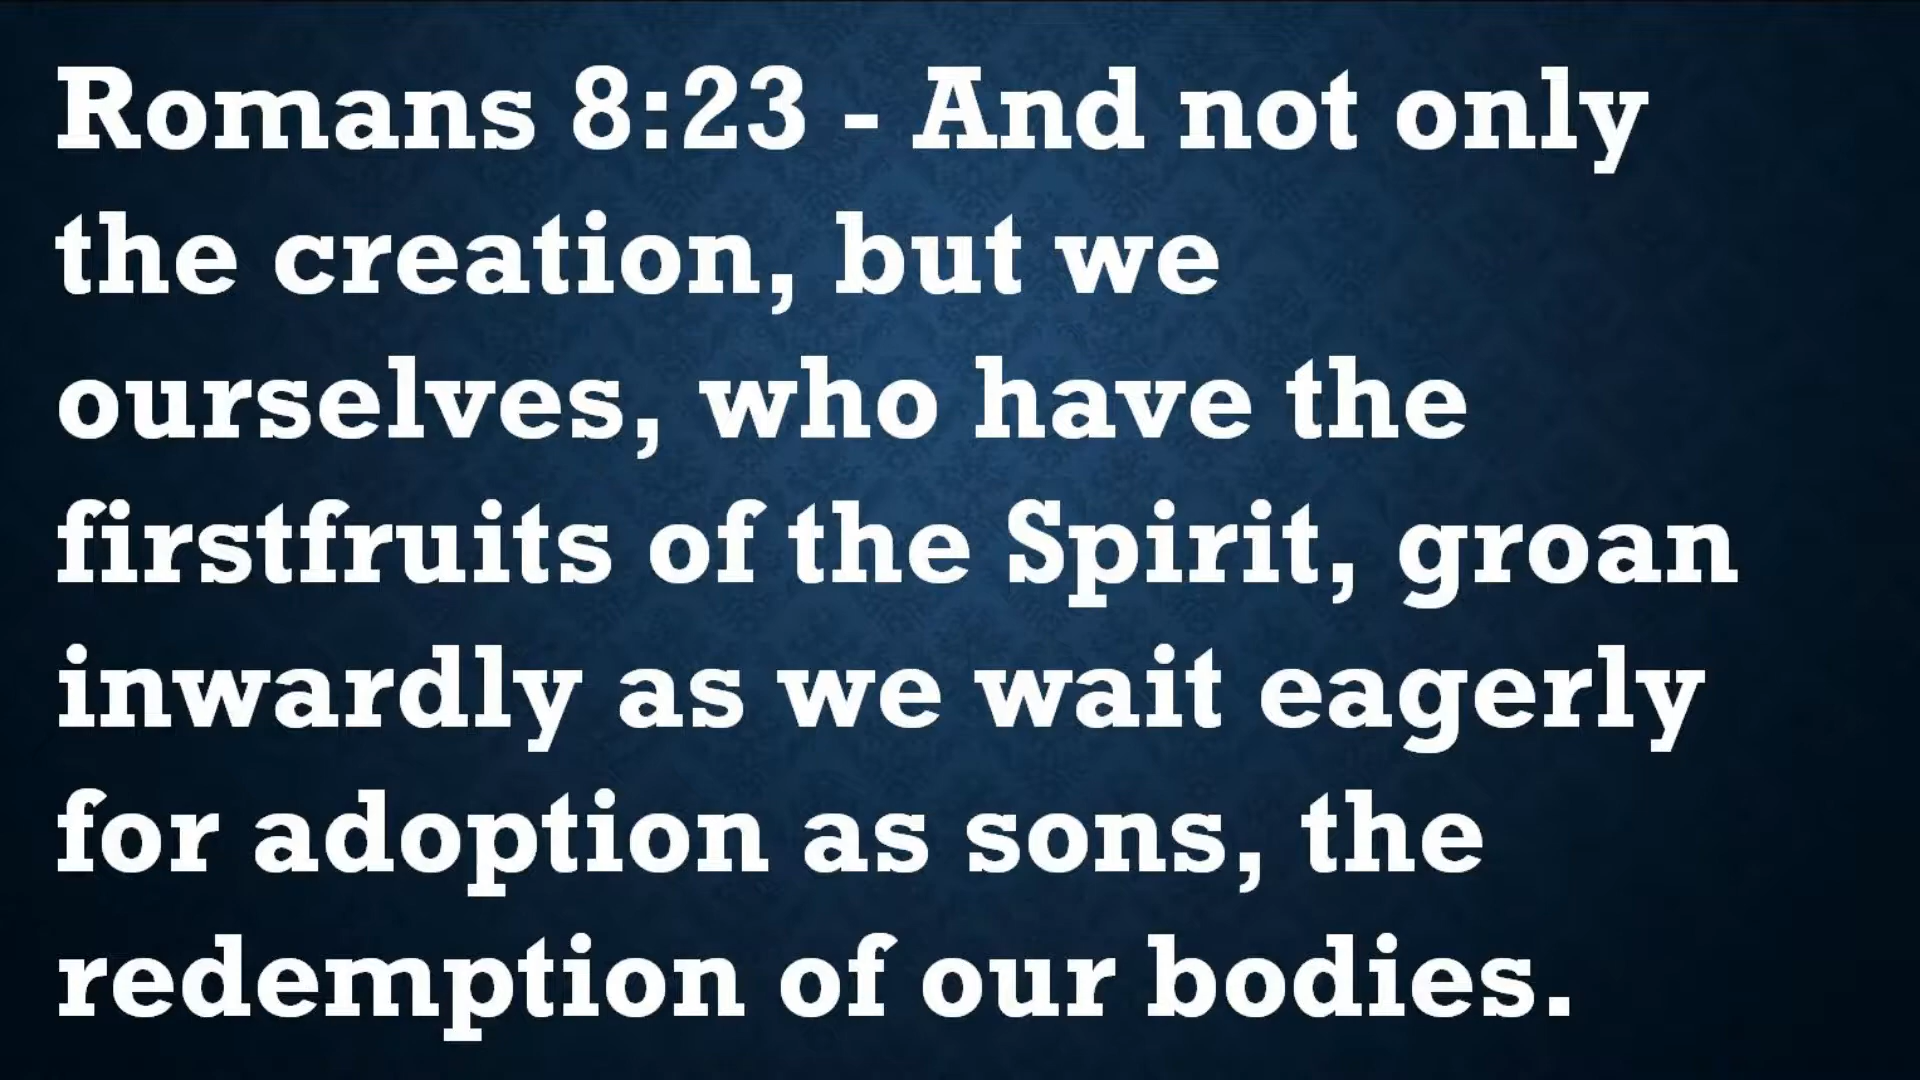 Romans 8:23 - And not only
the creation, but we
ourselves, who have the
firstfruits of the Spirit, groan
inwardly as we wait eagerly
for adoption as sons, the
redemption of our bodies.